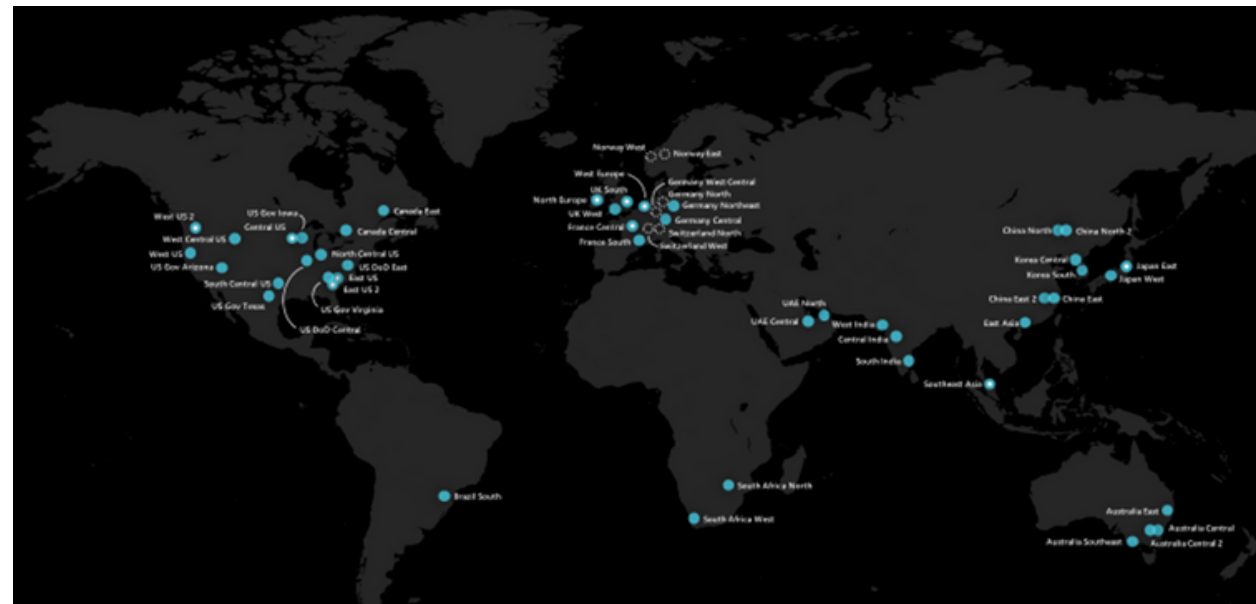 Canada East
West US 2
US Gov Iowa
Central US
Canada Central
West Central US
West US
North Central US
US Gov Arizona
US DoD East
South Central US
East US
East US 2
US Gov Texas
US Gov Virginia
US DoD Central
Brazil South
Norway West
Norway East
West Europe
Germany West Central
UK South
Germany North
North Europe
Germany Northeast
UK West
Germany Central
France Central
Switzerland North
France South
Switzerland West
UAE North
UAE Central
West India
Central India
South India
South Africa North
South Africa West
China North
China North 2
Korea Central
Japan East
Korea South
Japan West
China East 2
China East
East Asia
Southeast Asia
Australia East
Australia Central
Australia Southeast
Australia Central 2